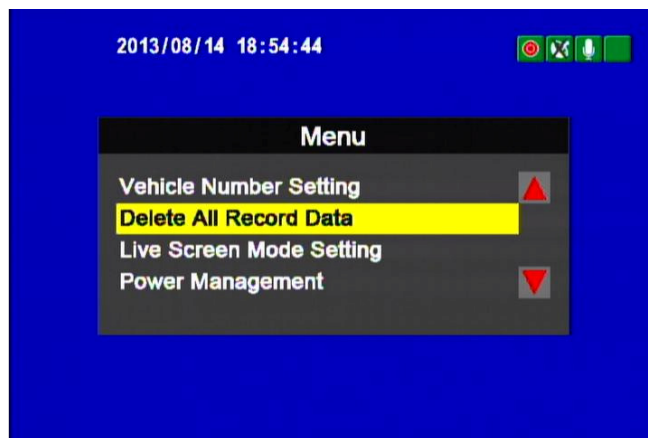 2013/08/14 18:54:44
Menu
Vehicle Number Setting
Delete All Record Data
Live Screen Mode Setting
Power Management